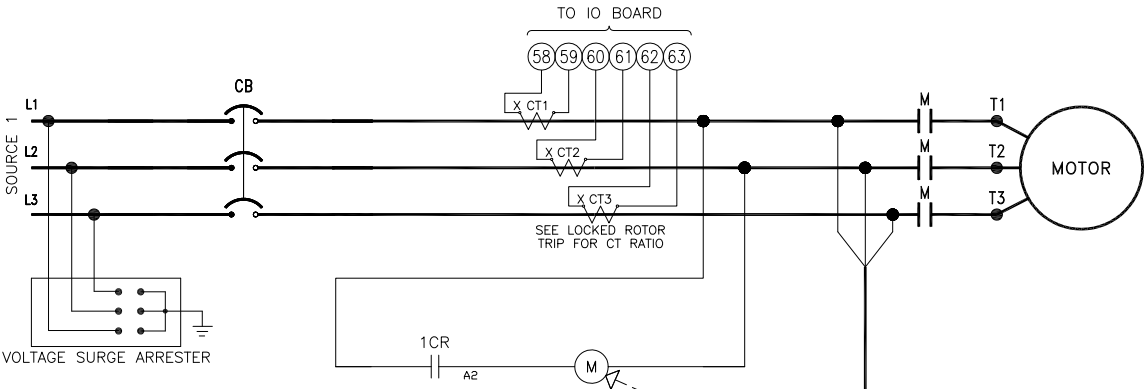 TO IO BOARD
58 59 60 61 62 63
CB
L1
X CT1
M
T1
SOURCE 1
L2
X CT2
M
T2
MOTOR
L3
X CT3
M
T3
SEE LOCKED ROTOR
TRIP FOR CT RATIO
VOLTAGE SURGE ARRESTER
1CR
A2
M